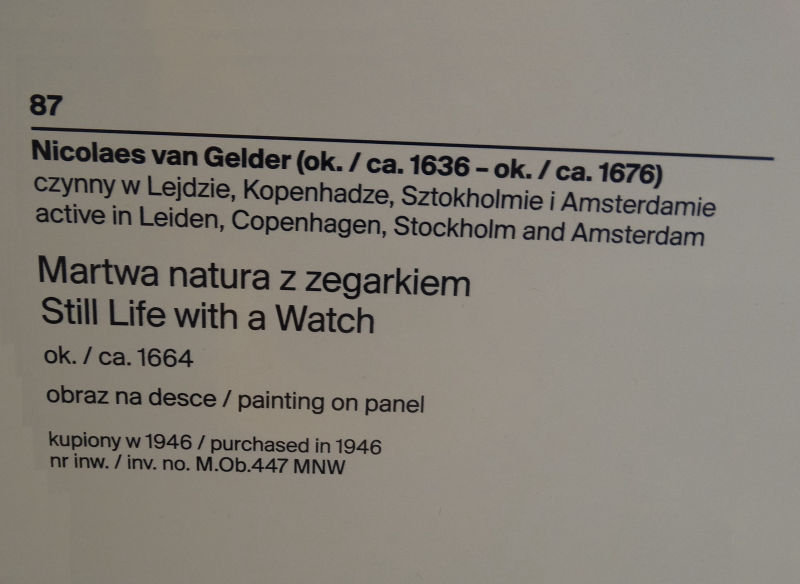 87
Nicolaes van Gelder (ok. / ca. 1636 – ok. / ca. 1676)
czynny w Lejdzie, Kopenhadze, Sztokholmie i Amsterdamie
active in Leiden, Copenhagen, Stockholm and Amsterdam
Martwa natura z zegarkiem
Still Life with a Watch
ok. / ca. 1664
obraz na desce / painting on panel
kupiony w 1946 / purchased in 1946
nr inw. / inv. no. M.Ob.447 MNW